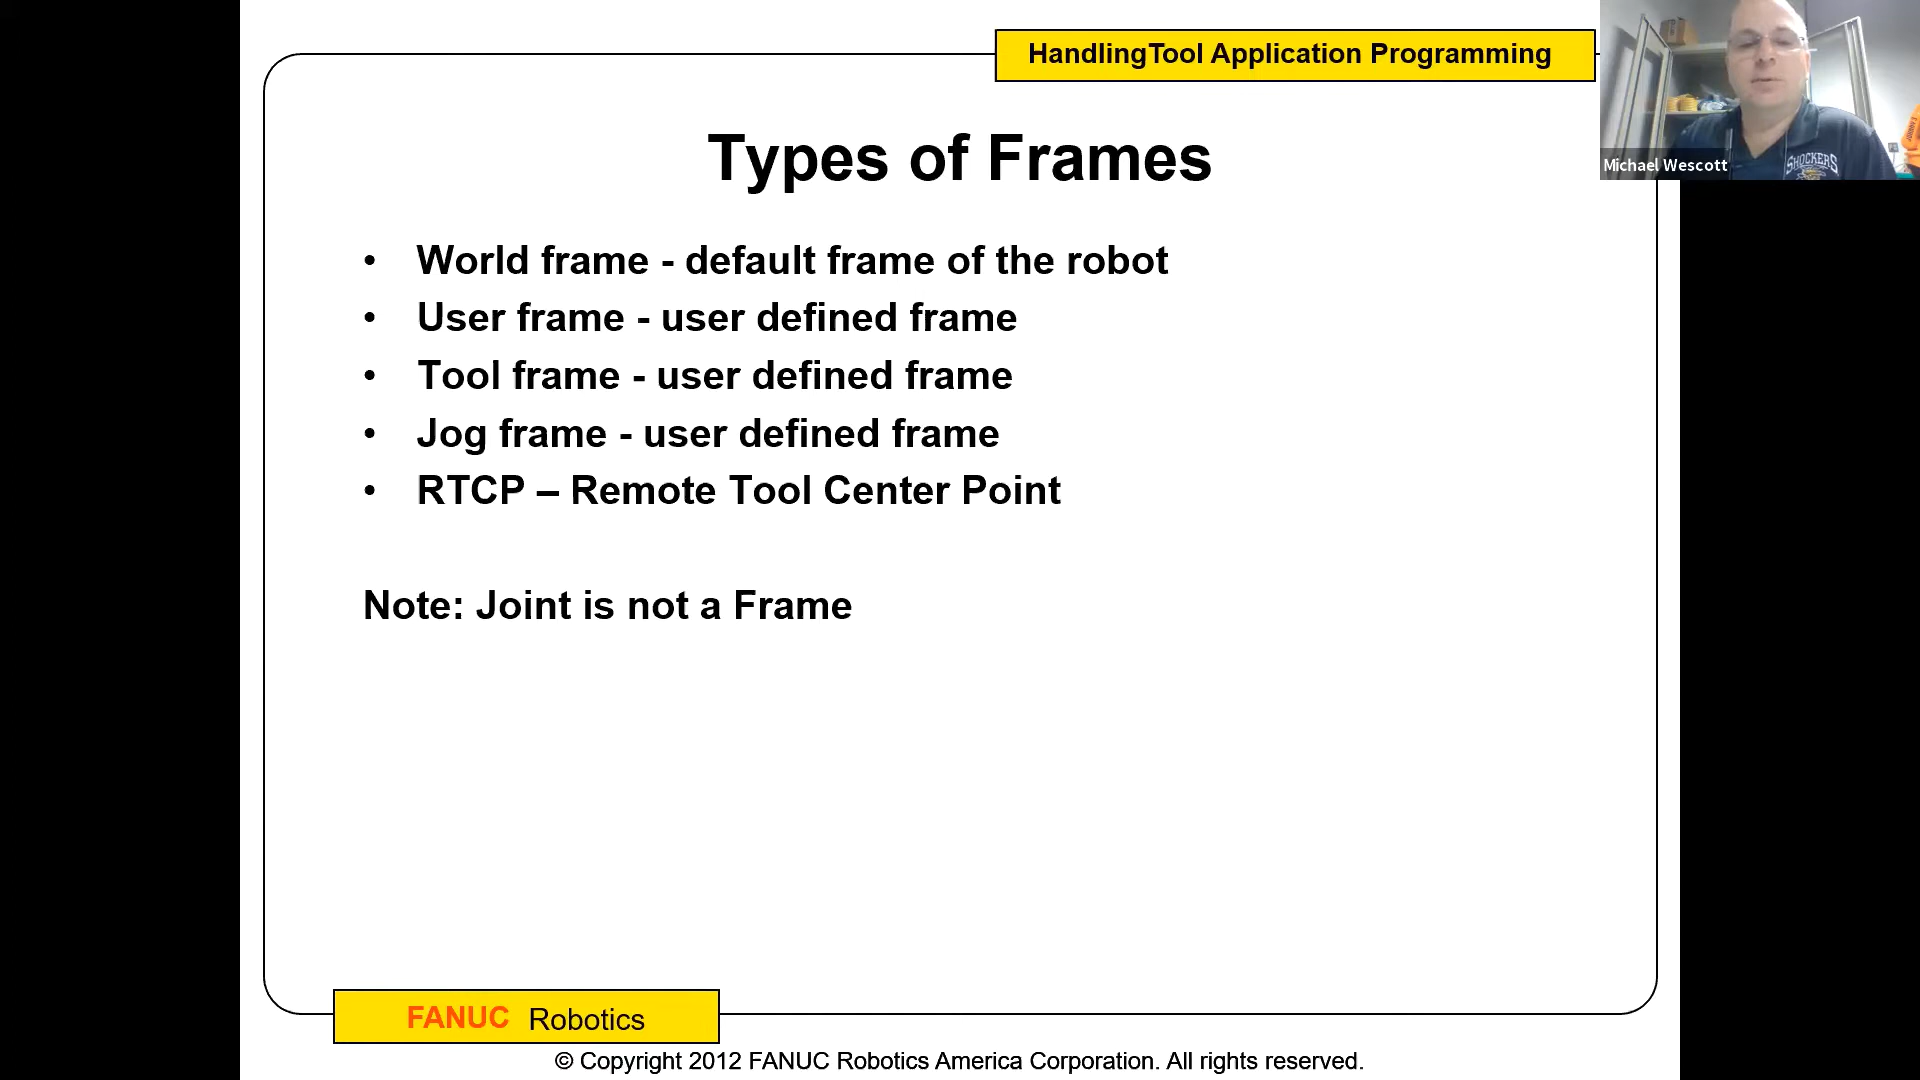 HandlingTool Application Programming
Michael Wescott
SHOCKERS
Types of Frames
• World frame - default frame of the robot
• User frame - user defined frame
• Tool frame - user defined frame
• Jog frame - user defined frame
• RTCP – Remote Tool Center Point
Note: Joint is not a Frame
FANUC Robotics
© Copyright 2012 FANUC Robotics America Corporation. All rights reserved.